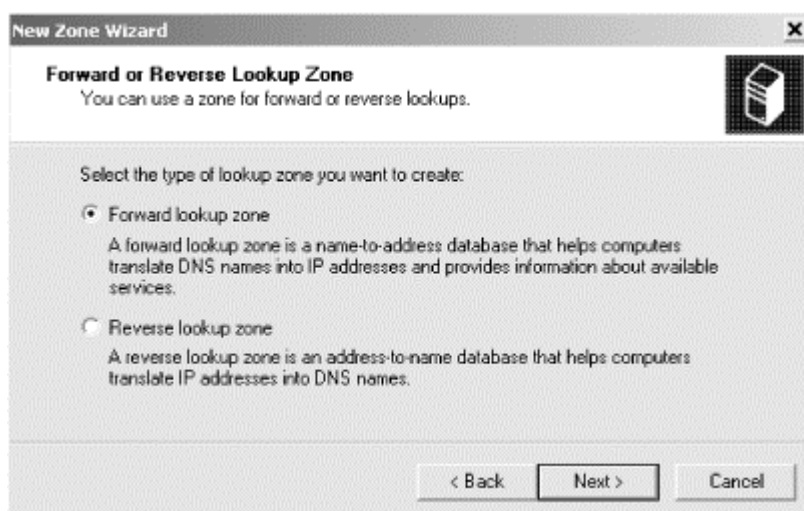 New Zone Wizard
Forward or Reverse Lookup Zone
You can use a zone for forward or reverse lookups.
Select the type of lookup zone you want to create:
Forward lookup zone
A forward lookup zone is a name-to-address database that helps computers
translate DNS names into IP addresses and provides information about available
services.
Reverse lookup zone
A reverse lookup zone is an address-to-name database that helps computers
translate IP addresses into DNS names.
< Back
Next >
Cancel